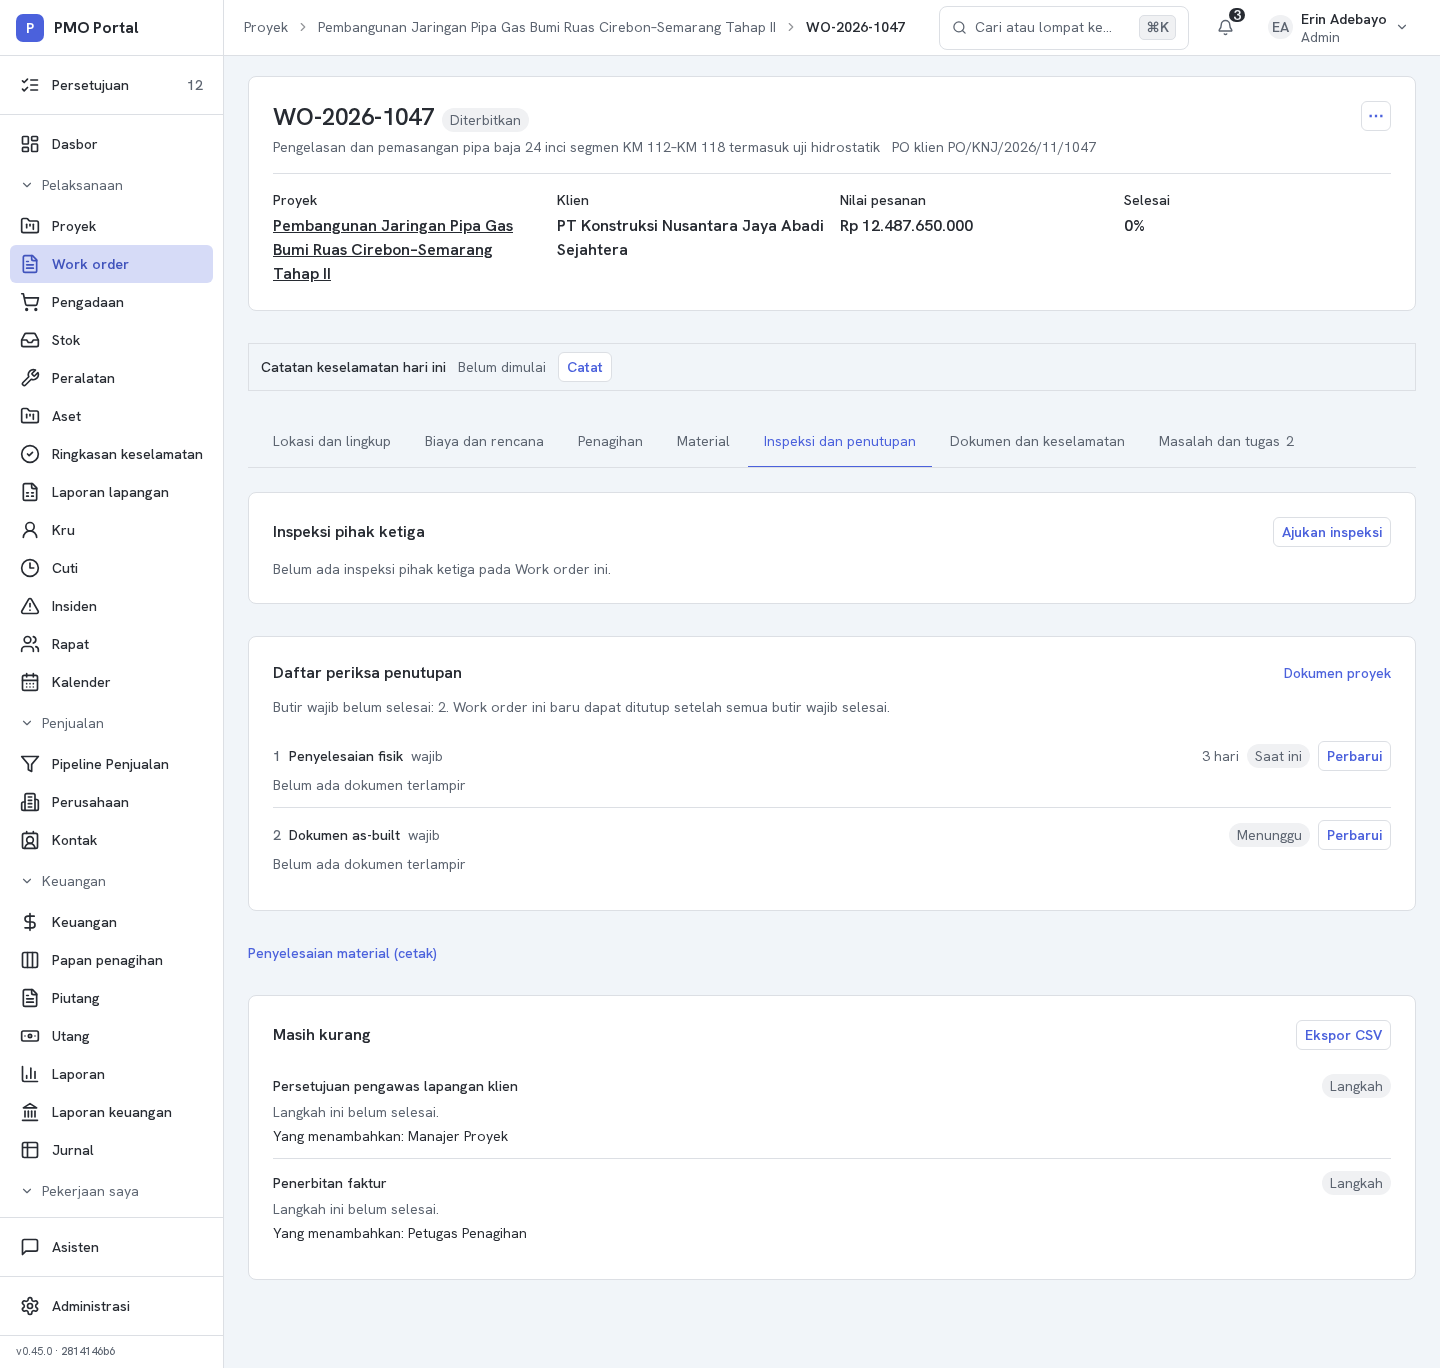 P PMO Portal
Proyek > Pembangunan Jaringan Pipa Gas Bumi Ruas Cirebon–Semarang Tahap II > WO-2026-1047
Cari atau lompat ke... ⌘K
3
EA Erin Adebayo
Admin
Persetujuan 12
Dasbor
Pelaksanaan
Proyek
Work order
Pengadaan
Stok
Peralatan
Aset
Ringkasan keselamatan
Laporan lapangan
Kru
Cuti
Insiden
Rapat
Kalender
Penjualan
Pipeline Penjualan
Perusahaan
Kontak
Keuangan
Keuangan
Papan penagihan
Piutang
Utang
Laporan
Laporan keuangan
Jurnal
Pekerjaan saya
Asisten
Administrasi
v0.45.0 · 2814146b6
WO-2026-1047 Diterbitkan
Pengelasan dan pemasangan pipa baja 24 inci segmen KM 112–KM 118 termasuk uji hidrostatik PO klien PO/KNJ/2026/11/1047
Proyek
Pembangunan Jaringan Pipa Gas
Bumi Ruas Cirebon–Semarang
Tahap II
Klien
PT Konstruksi Nusantara Jaya Abadi
Sejahtera
Nilai pesanan
Rp 12.487.650.000
Selesai
0%
Catatan keselamatan hari ini Belum dimulai Catat
Lokasi dan lingkup Biaya dan rencana Penagihan Material Inspeksi dan penutupan Dokumen dan keselamatan Masalah dan tugas 2
Inspeksi pihak ketiga Ajukan inspeksi
Belum ada inspeksi pihak ketiga pada Work order ini.
Daftar periksa penutupan Dokumen proyek
Butir wajib belum selesai: 2. Work order ini baru dapat ditutup setelah semua butir wajib selesai.
1 Penyelesaian fisik wajib 3 hari Saat ini Perbarui
Belum ada dokumen terlampir
2 Dokumen as-built wajib Menunggu Perbarui
Belum ada dokumen terlampir
Penyelesaian material (cetak)
Masih kurang Ekspor CSV
Persetujuan pengawas lapangan klien Langkah
Langkah ini belum selesai.
Yang menambahkan: Manajer Proyek
Penerbitan faktur Langkah
Langkah ini belum selesai.
Yang menambahkan: Petugas Penagihan